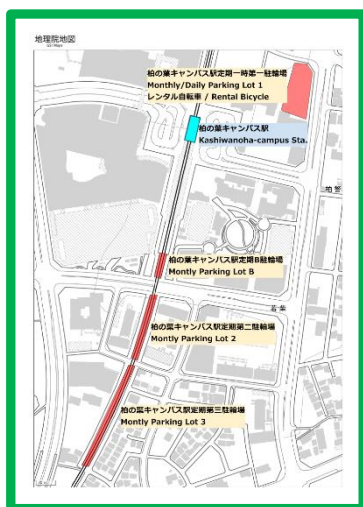 地理院地図
GSI Maps
柏の葉キャンパス駅定期一時第一駐輪場
Monthly/Daily Parking Lot 1
レンタル自転車 / Rental Bicycle
柏の葉キャンパス駅
Kashiwanoha-campus Sta.
柏の葉キャンパス駅定期B駐輪場
Montly Parking Lot B
若葉
柏の葉キャンパス駅定期第二駐輪場
Montly Parking Lot 2
柏の葉キャンパス駅定期第三駐輪場
Montly Parking Lot 3